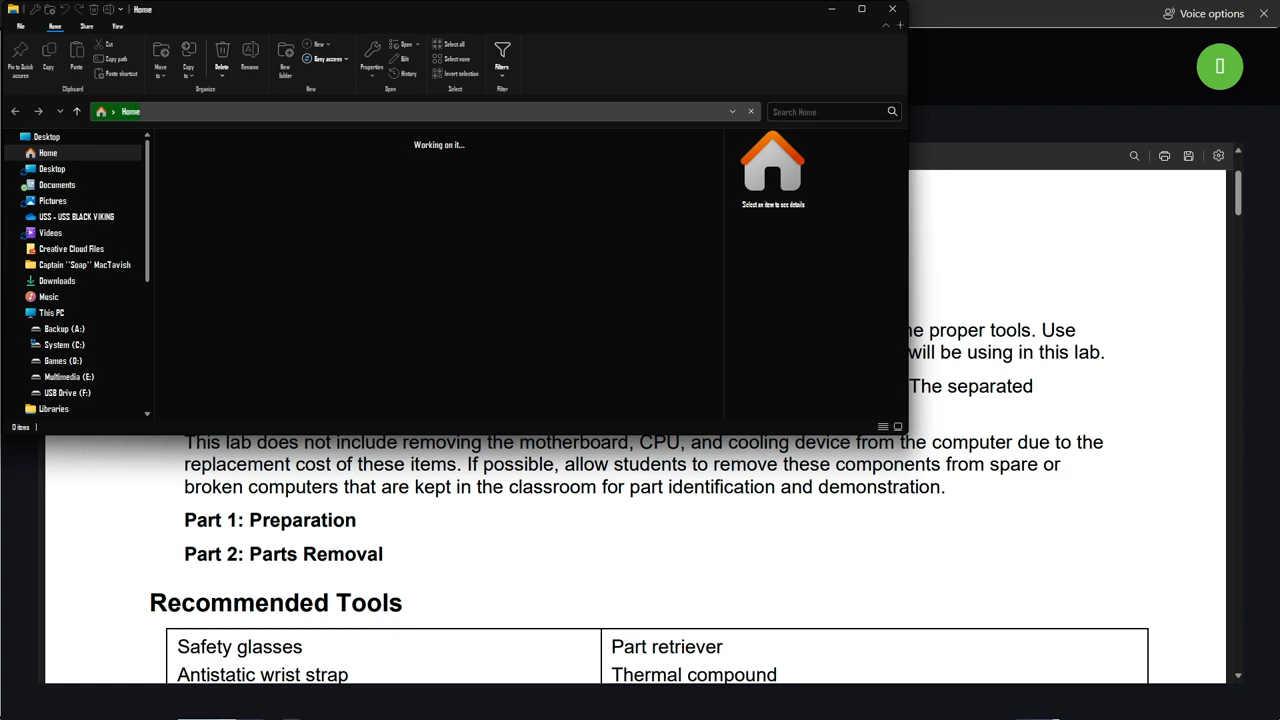 Home
Voice options
File
Home
Share
View
Pin to Quick access
Copy
Paste
Cut
Copy path
Paste shortcut
Move to
Copy to
Delete
Rename
New folder
New
Easy access
Properties
Open
Edit
History
Select all
Select none
Invert selection
Filters
Clipboard
Organize
New
Open
Select
Filter
Home
Search Home
Desktop
Home
Desktop
Documents
Pictures
USS - USS BLACK VIKING
Videos
Creative Cloud Files
Captain ''Soap'' MacTavish
Downloads
Music
This PC
Backup (A:)
System (C:)
Games (D:)
Multimedia (E:)
USB Drive (F:)
Libraries
Working on it...
Select an item to see details
0 items
proper tools. Use
will be using in this lab.
The separated
This lab does not include removing the motherboard, CPU, and cooling device from the computer due to the
replacement cost of these items. If possible, allow students to remove these components from spare or
broken computers that are kept in the classroom for part identification and demonstration.
Part 1: Preparation
Part 2: Parts Removal
Recommended Tools
Safety glasses
Part retriever
Antistatic wrist strap
Thermal compound